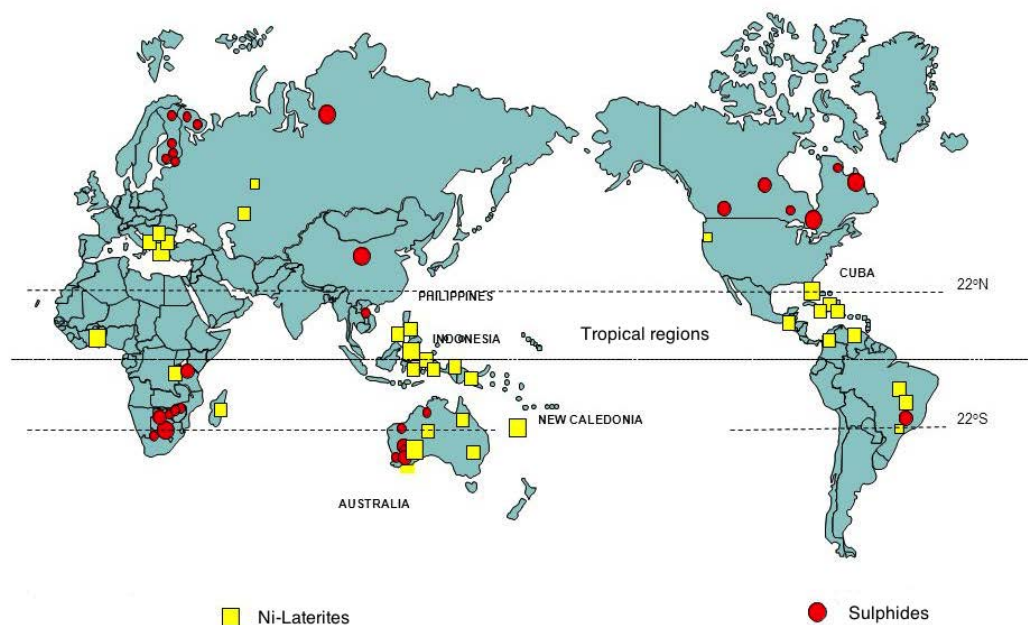 CUBA
22ºN
PHILIPPINES
INDONESIA
Tropical regions
NEW CALEDONIA
22ºS
AUSTRALIA
Ni-Laterites
Sulphides